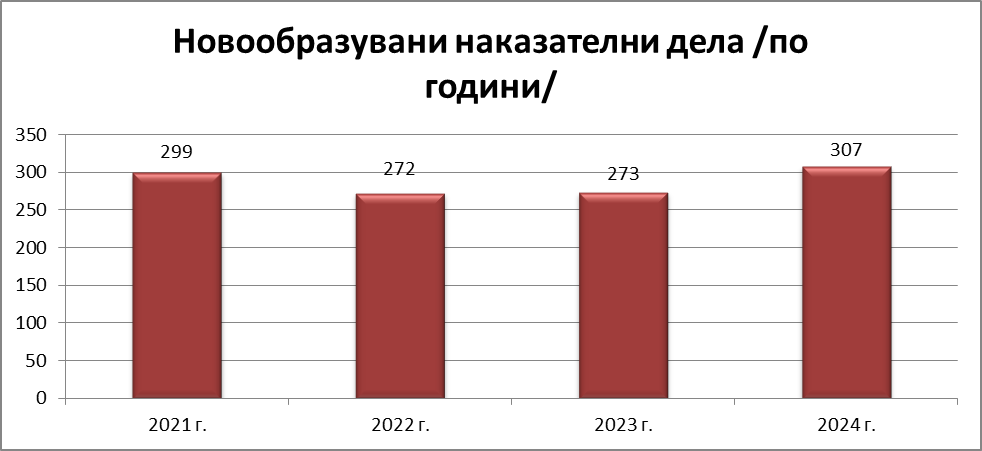 Новообразувани наказателни дела /по
години/
350
300
250
200
150
100
50
0
299
272
273
307
2021 г.
2022 г.
2023 г.
2024 г.